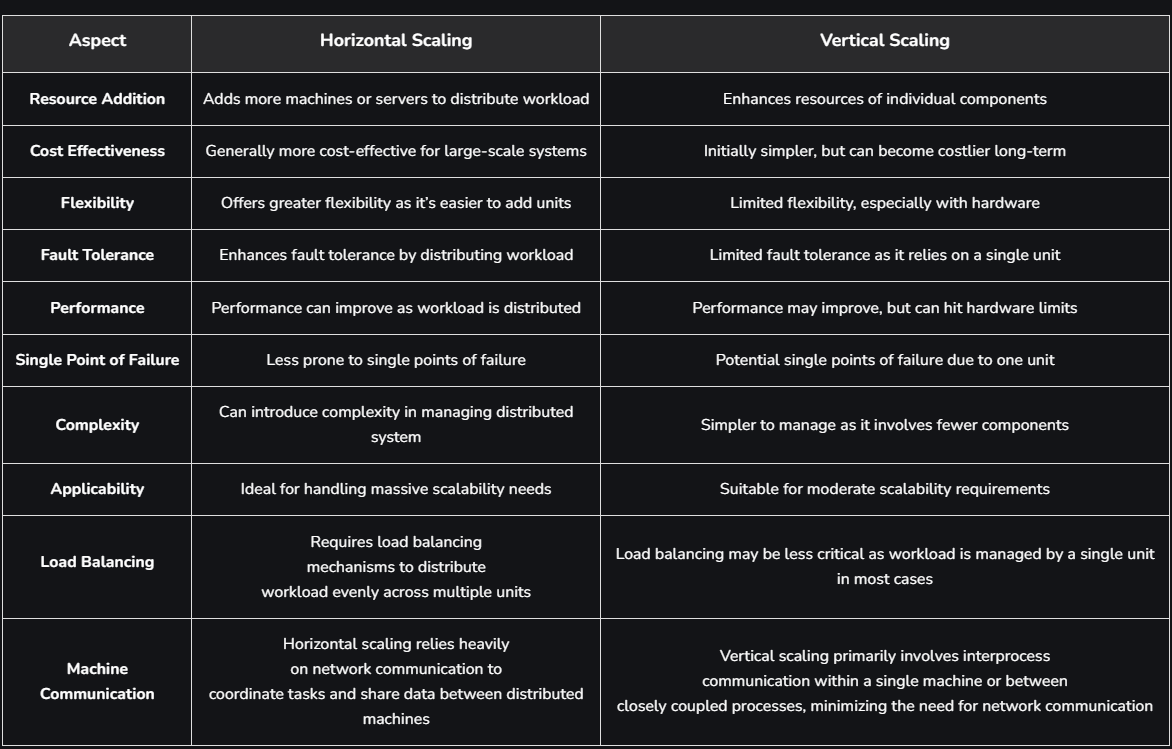 Aspect Horizontal Scaling Vertical Scaling
Resource Addition Adds more machines or servers to distribute workload Enhances resources of individual components
Cost Effectiveness Generally more cost-effective for large-scale systems Initially simpler, but can become costlier long-term
Flexibility Offers greater flexibility as it’s easier to add units Limited flexibility, especially with hardware
Fault Tolerance Enhances fault tolerance by distributing workload Limited fault tolerance as it relies on a single unit
Performance Performance can improve as workload is distributed Performance may improve, but can hit hardware limits
Single Point of Failure Less prone to single points of failure Potential single points of failure due to one unit
Complexity
Can introduce complexity in managing distributed
system
Simpler to manage as it involves fewer components
Applicability Ideal for handling massive scalability needs Suitable for moderate scalability requirements
Load Balancing
Requires load balancing
mechanisms to distribute
workload evenly across multiple units
Load balancing may be less critical as workload is managed by a single unit
in most cases
Machine
Communication
Horizontal scaling relies heavily
on network communication to
coordinate tasks and share data between distributed
machines
Vertical scaling primarily involves interprocess
communication within a single machine or between
closely coupled processes, minimizing the need for network communication